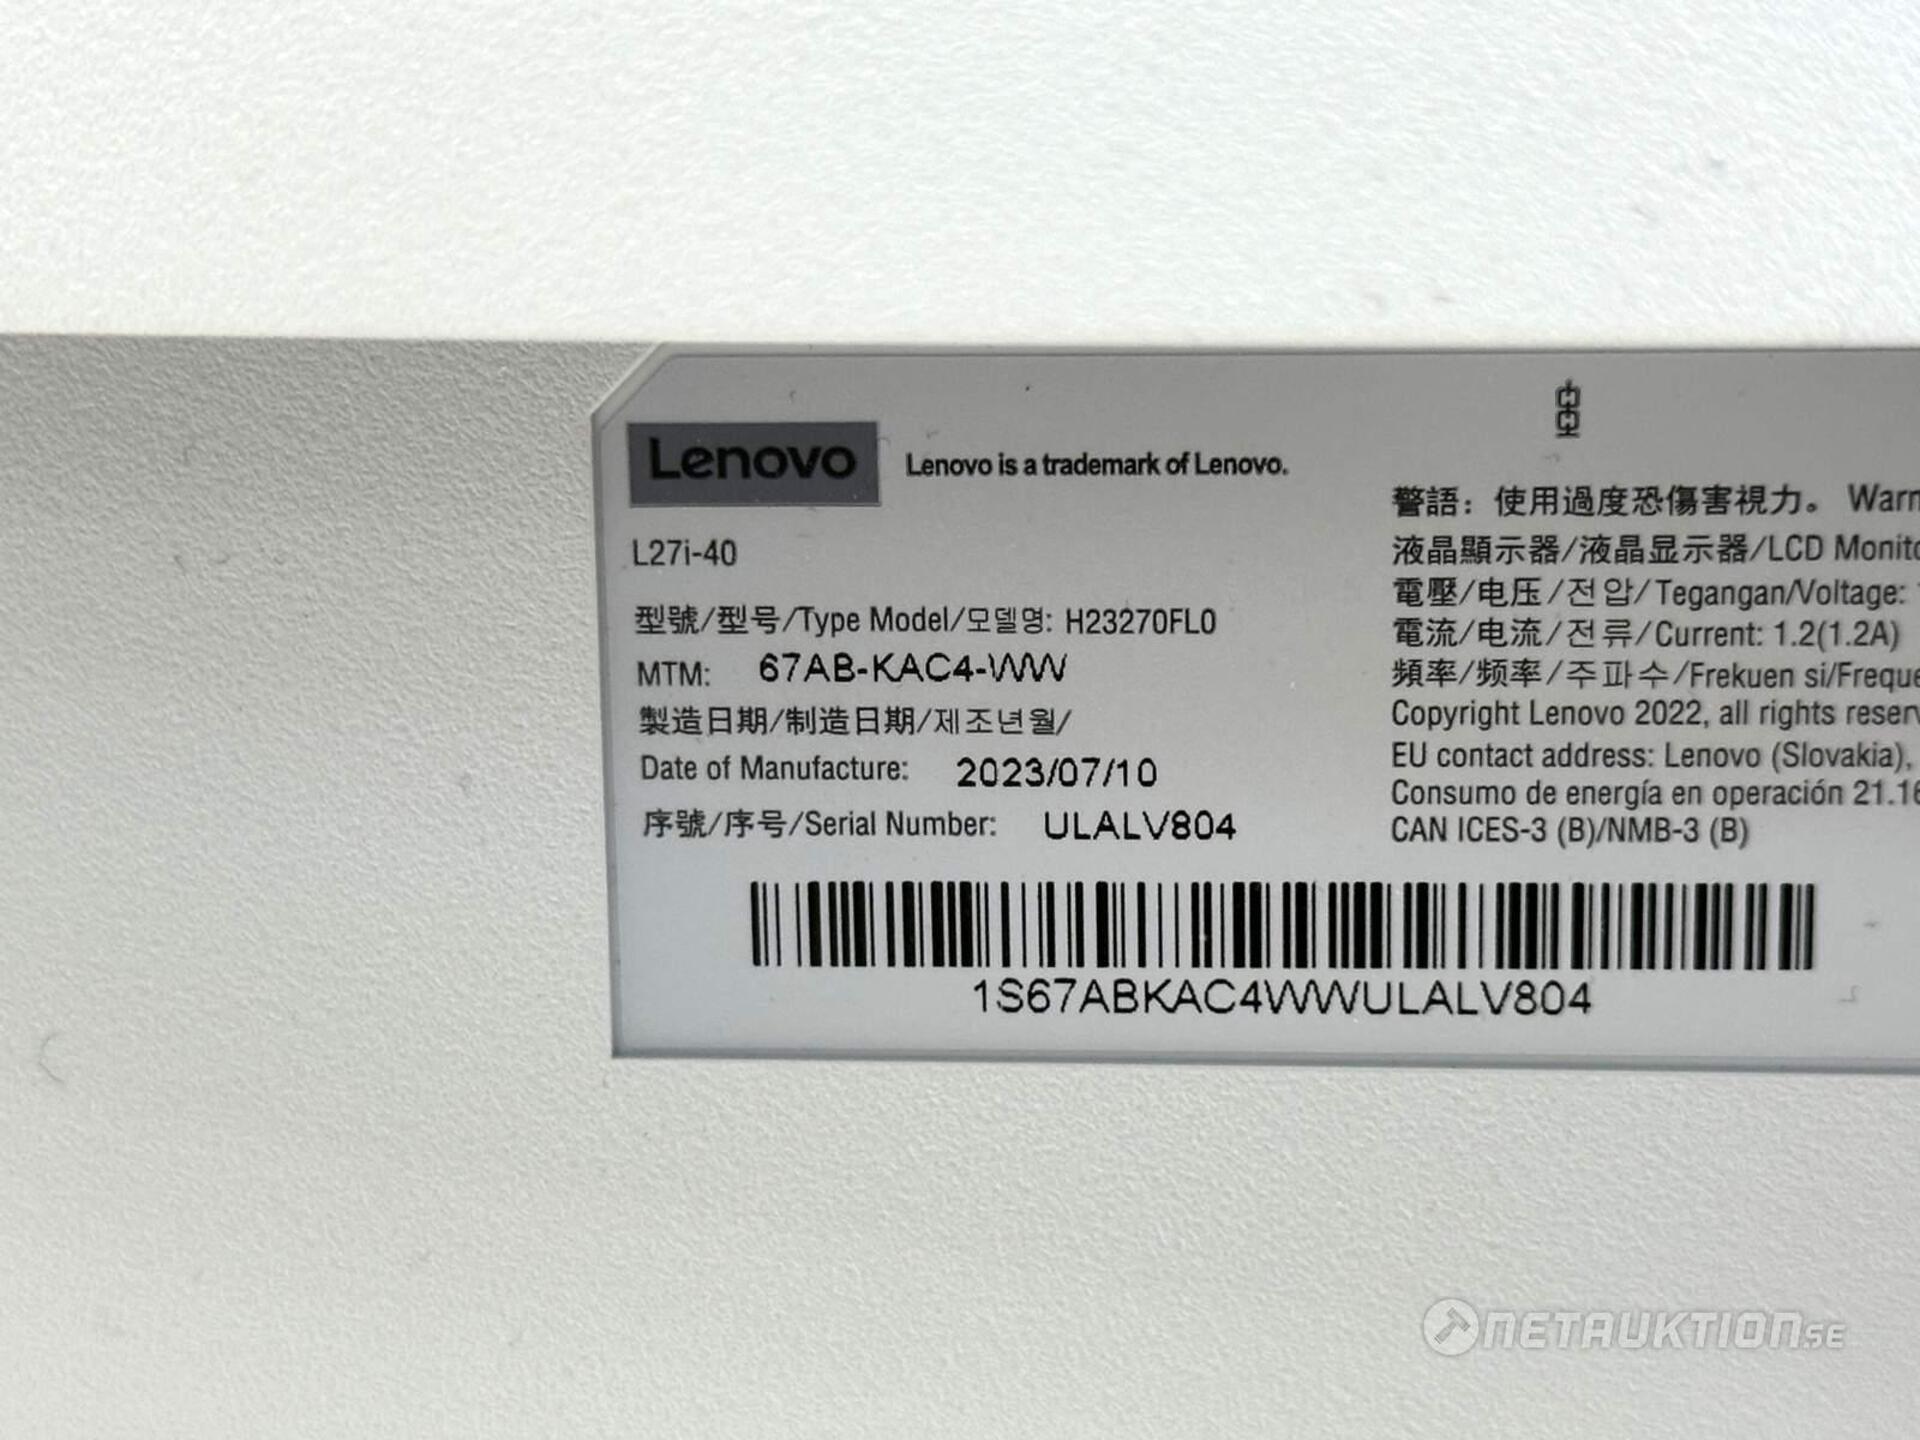 Lenovo
Lenovo is a trademark of Lenovo.
L27i-40
型號/型号/Type Model/모델명: H23270FL0
MTM: 67AB-KAC4-WW
製造日期/制造日期/제조년월/
Date of Manufacture: 2023/07/10
序號/序号/Serial Number: ULALV804
警語：使用過度恐傷害視力。 Warn
液晶顯示器/液晶显示器/LCD Monito
電壓/电压/전압/Tegangan/Voltage:
電流/电流/전류/Current: 1.2(1.2A)
頻率/频率/주파수/Frekuen si/Freque
Copyright Lenovo 2022, all rights reserv
EU contact address: Lenovo (Slovakia),
Consumo de energía en operación 21.16
CAN ICES-3 (B)/NMB-3 (B)
1S67ABKAC4WWULALV804
NETAUKTION.SE